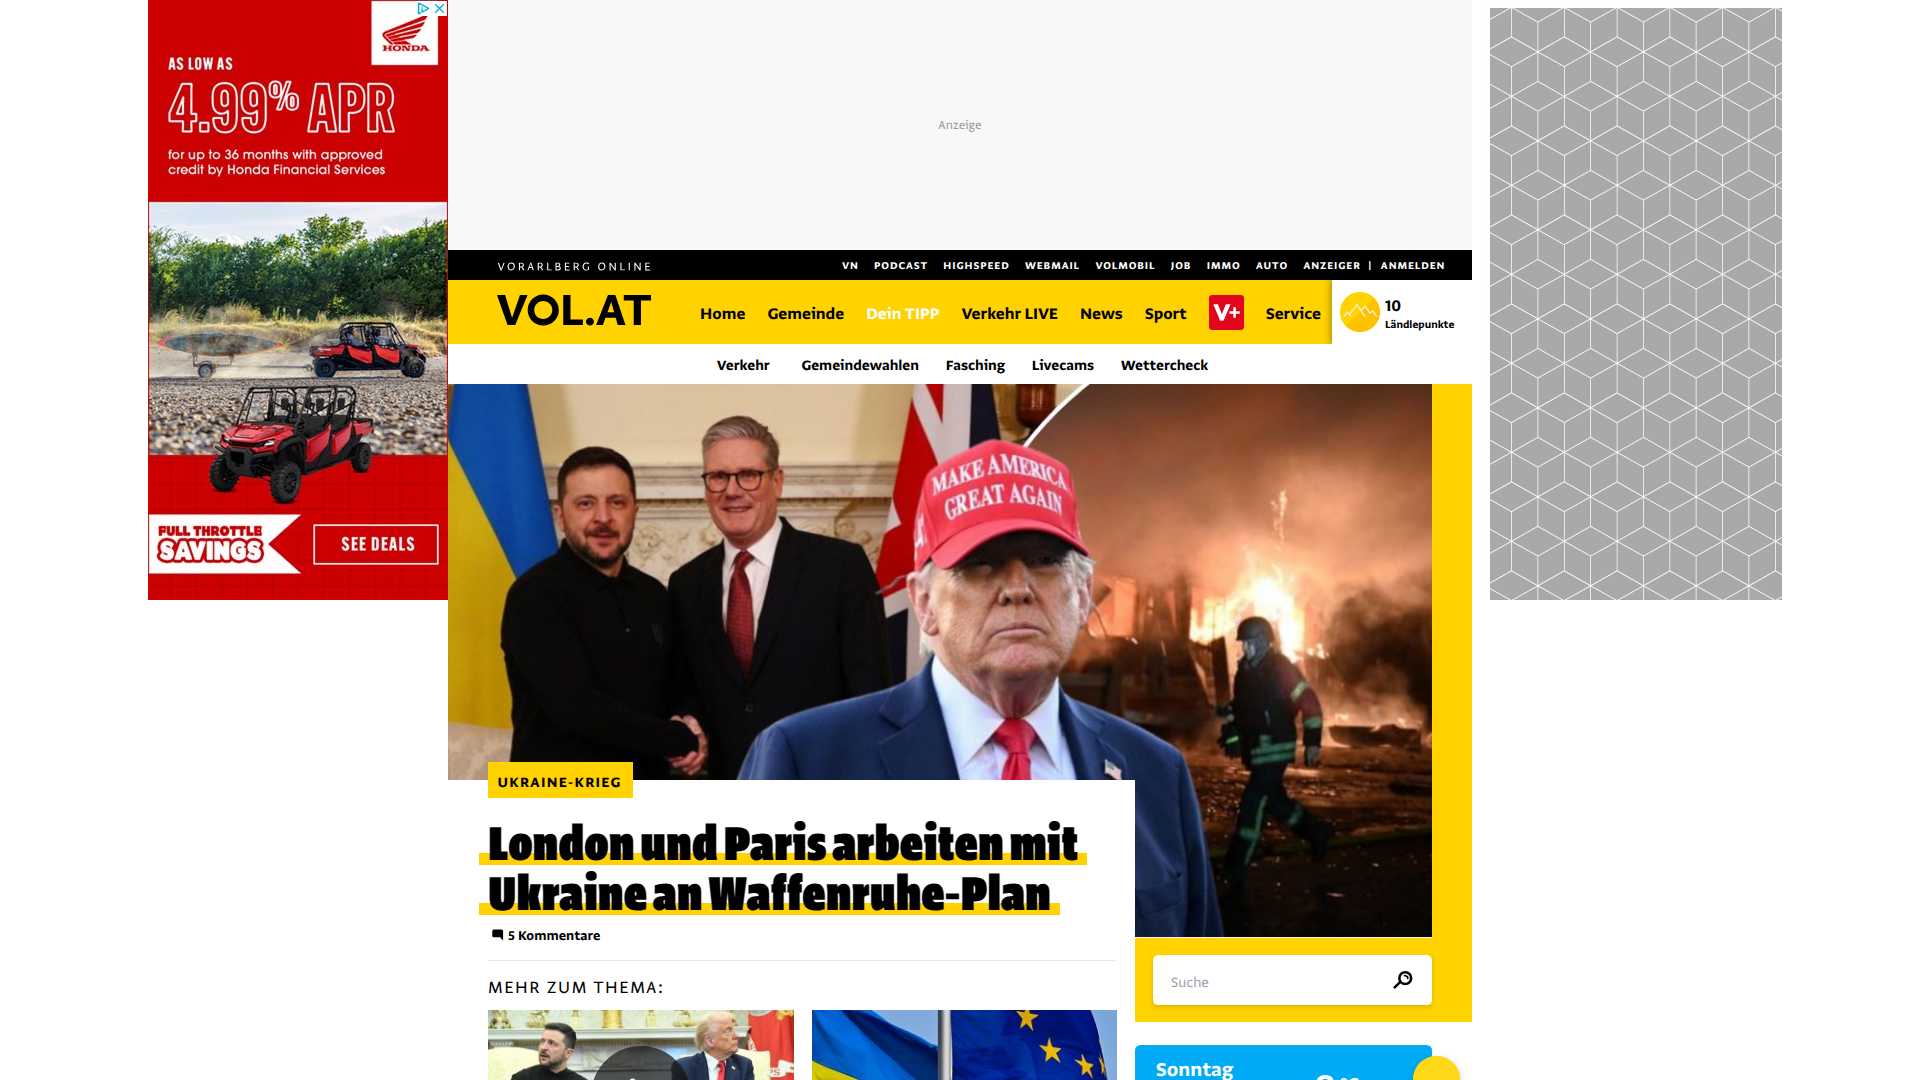 HONDA
AS LOW AS
4.99% APR
for up to 36 months with approved
credit by Honda Financial Services
FULL THROTTLE
SAVINGS
SEE DEALS
Anzeige
VORARLBERG ONLINE
VN PODCAST HIGHSPEED WEBMAIL VOLMOBIL JOB IMMO AUTO ANZEIGER | ANMELDEN
VOL.AT
Home Gemeinde Dein TIPP Verkehr LIVE News Sport V+ Service
10
Ländlepunkte
Verkehr Gemeindewahlen Fasching Livecams Wettercheck
MAKE AMERICA
GREAT AGAIN
UKRAINE-KRIEG
London und Paris arbeiten mit
Ukraine an Waffenruhe-Plan
5 Kommentare
MEHR ZUM THEMA:
Suche
Sonntag